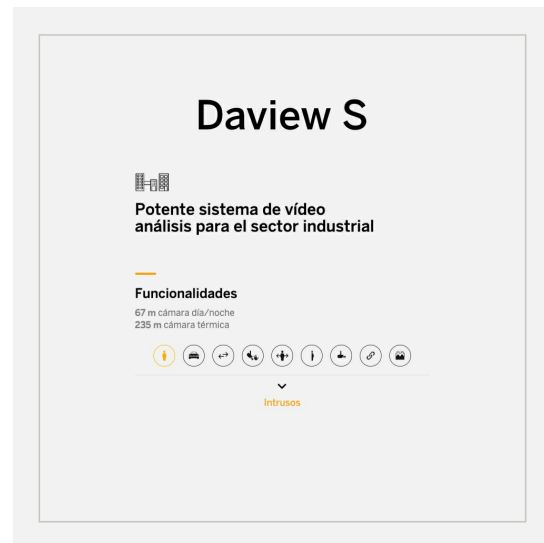 Daview S
Potente sistema de vídeo
análisis para el sector industrial
Funcionalidades
67 m cámara día/noche
235 m cámara térmica
Intrusos